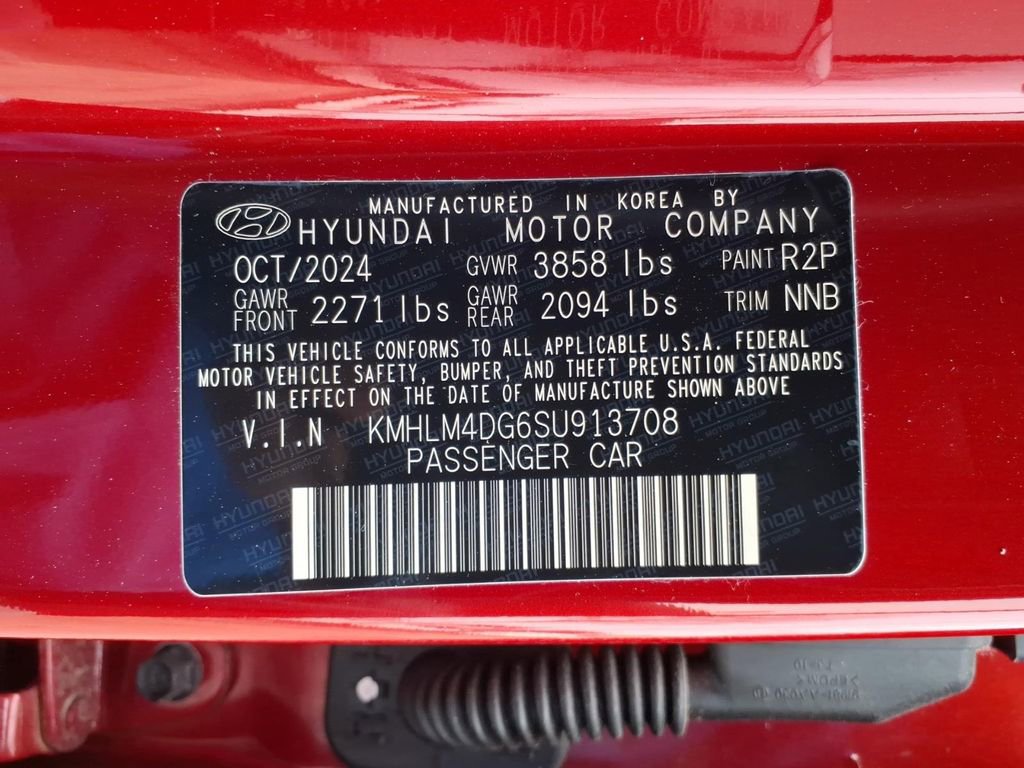 MANUFACTURED IN KOREA BY
HYUNDAI MOTOR COMPANY
OCT/2024 GVWR 3858 lbs PAINT R2P
GAWR FRONT 2271 lbs GAWR REAR 2094 lbs TRIM NNB
THIS VEHICLE CONFORMS TO ALL APPLICABLE U.S.A. FEDERAL
MOTOR VEHICLE SAFETY, BUMPER, AND THEFT PREVENTION STANDARDS
IN EFFECT ON THE DATE OF MANUFACTURE SHOWN ABOVE
V.I.N KMHLM4DG6SU913708
PASSENGER CAR